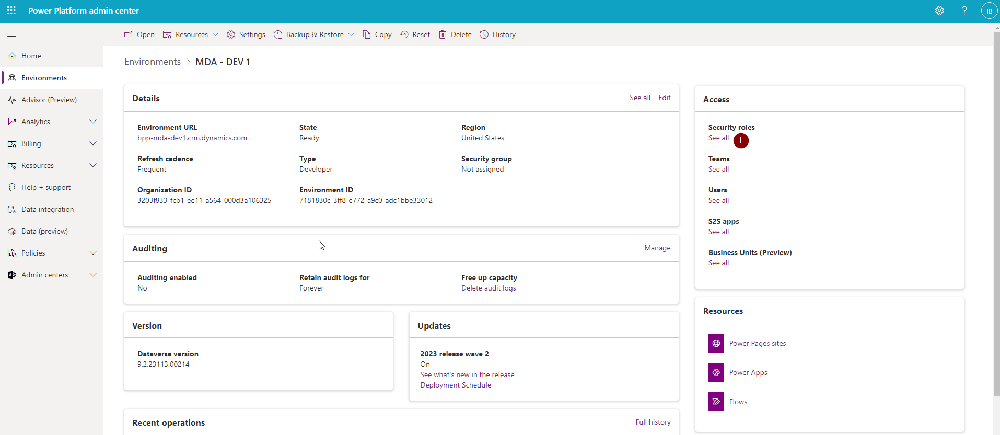 Power Platform admin center
IB
Open Resources Settings Backup & Restore Copy Reset Delete History
Home
Environments
Advisor (Preview)
Analytics
Billing
Resources
Help + support
Data integration
Data (preview)
Policies
Admin centers
Environments > MDA - DEV 1
Details See all Edit
Environment URL State Region
bpp-mda-dev1.crm.dynamics.com Ready United States
Refresh cadence Type Security group
Frequent Developer Not assigned
Organization ID Environment ID
3203f833-fcb1-ee11-a564-000d3a106325 7181830c-3ff8-e772-a9c0-adc1bbe33012
Auditing Manage
Auditing enabled Retain audit logs for Free up capacity
No Forever Delete audit logs
Version
Dataverse version
9.2.23113.00214
Updates
2023 release wave 2
On
See what's new in the release
Deployment Schedule
Recent operations Full history
Access
Security roles
See all 1
Teams
See all
Users
See all
S2S apps
See all
Business Units (Preview)
See all
Resources
Power Pages sites
Power Apps
Flows